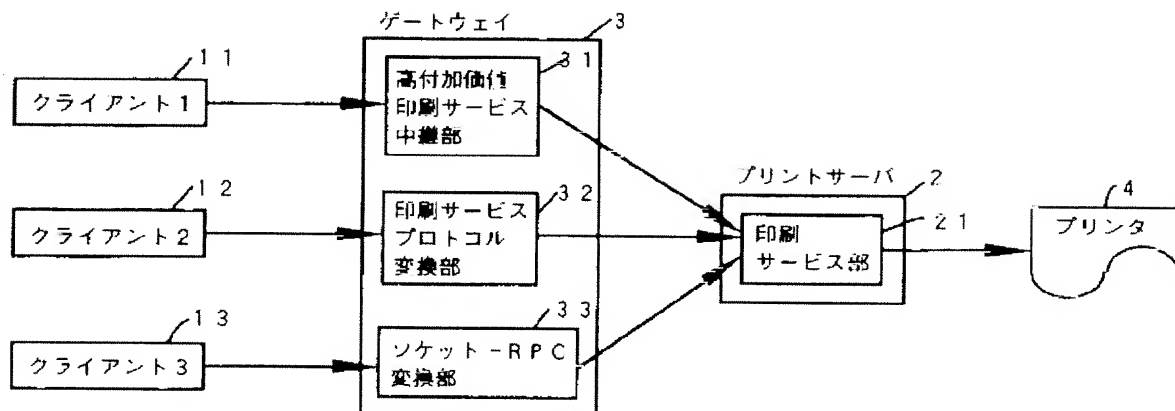 ゲートウェイ
3
11
クライアント1
31
高付加価値
印刷サービス
中継部
12
クライアント2
32
印刷サービス
プロトコル
変換部
プリントサーバ
2
21
印刷
サービス部
4
プリンタ
13
クライアント3
33
ソケット-RPC
変換部